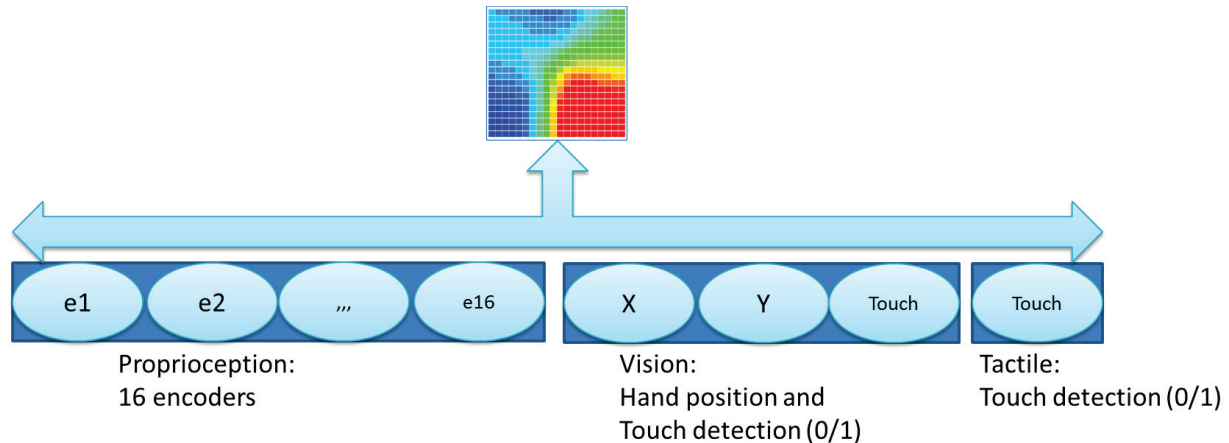 e1
e2
,,,
e16
X
Y
Touch
Touch
Proprioception:
16 encoders
Vision:
Hand position and
Touch detection (0/1)
Tactile:
Touch detection (0/1)